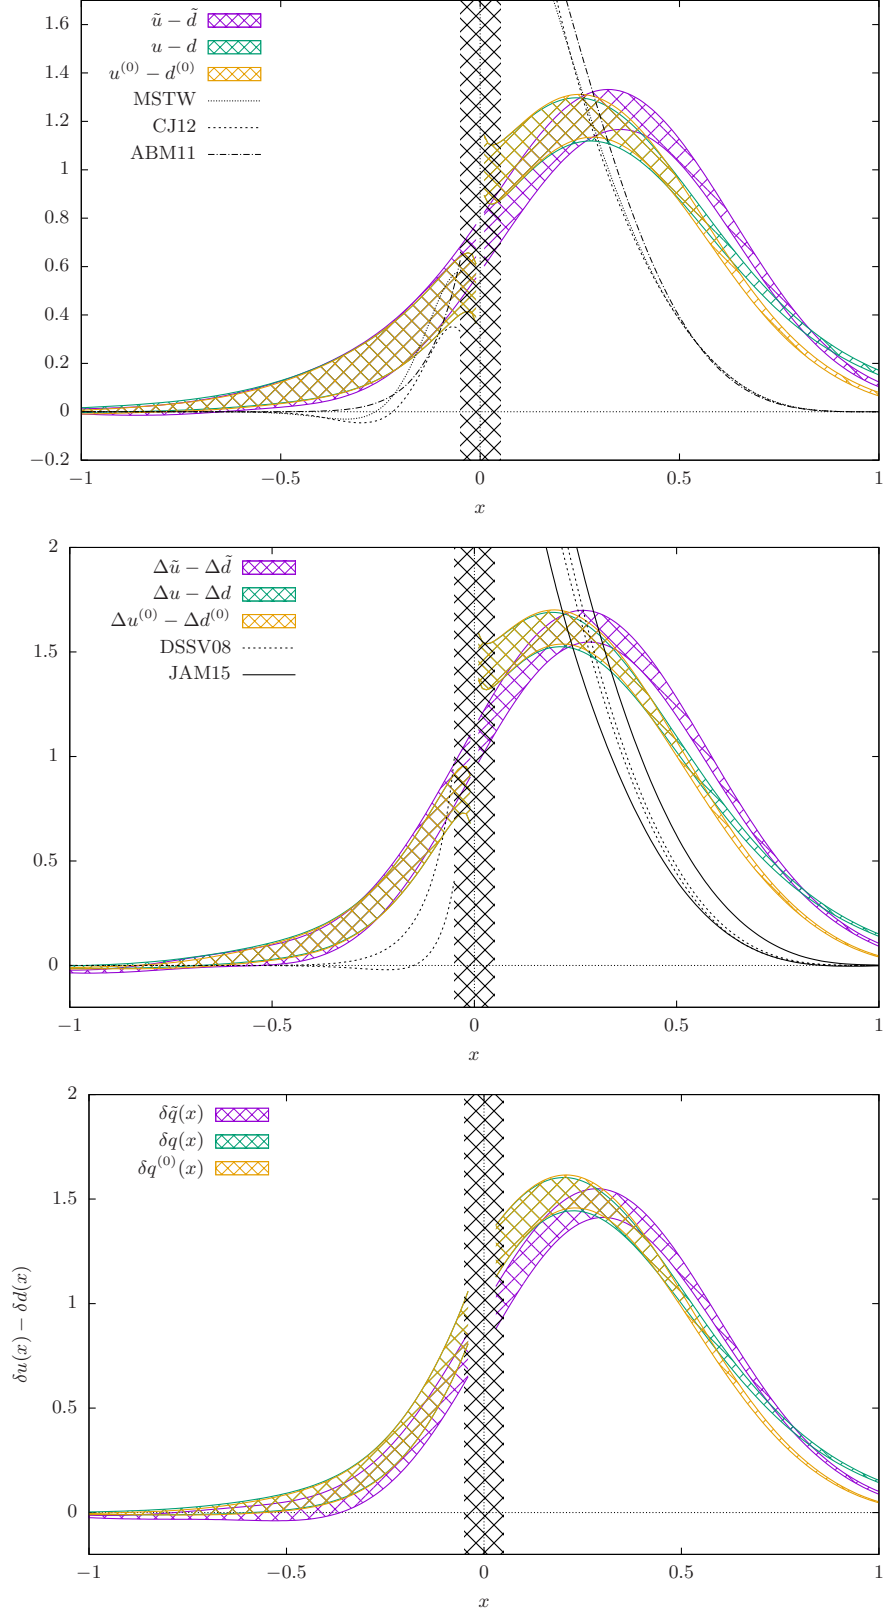 1.6
1.4
1.2
1
0.8
0.6
0.4
0.2
0
−0.2
ũ − d̃
u − d
u⁽⁰⁾ − d⁽⁰⁾
MSTW
CJ12
ABM11
−1 −0.5 0 0.5 1
x
2
1.5
1
0.5
0
Δũ − Δd̃
Δu − Δd
Δu⁽⁰⁾ − Δd⁽⁰⁾
DSSV08
JAM15
−1 −0.5 0 0.5 1
x
δu(x) − δd(x)
2
1.5
1
0.5
0
δq̃(x)
δq(x)
δq⁽⁰⁾(x)
−1 −0.5 0 0.5 1
x